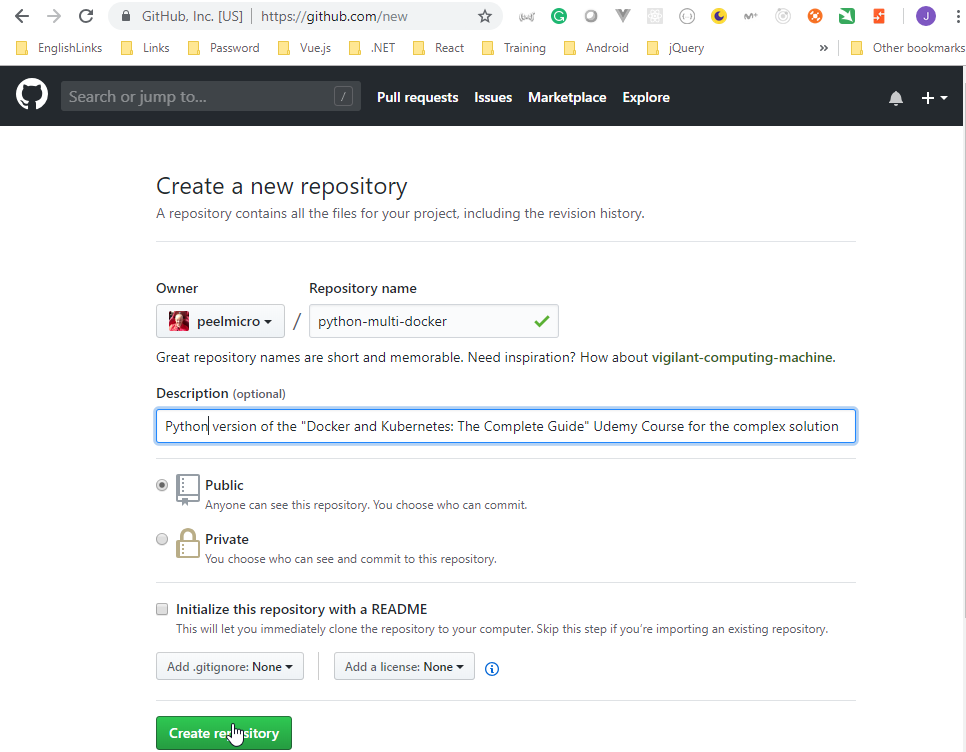 GitHub, Inc. [US] | https://github.com/new
EnglishLinks Links Password Vue.js .NET React Training Android jQuery » Other bookmarks
Search or jump to... / Pull requests Issues Marketplace Explore
Create a new repository
A repository contains all the files for your project, including the revision history.
Owner Repository name
peelmicro / python-multi-docker
Great repository names are short and memorable. Need inspiration? How about vigilant-computing-machine.
Description (optional)
Python version of the "Docker and Kubernetes: The Complete Guide" Udemy Course for the complex solution
Public
Anyone can see this repository. You choose who can commit.
Private
You choose who can see and commit to this repository.
Initialize this repository with a README
This will let you immediately clone the repository to your computer. Skip this step if you're importing an existing repository.
Add .gitignore: None Add a license: None
Create repository